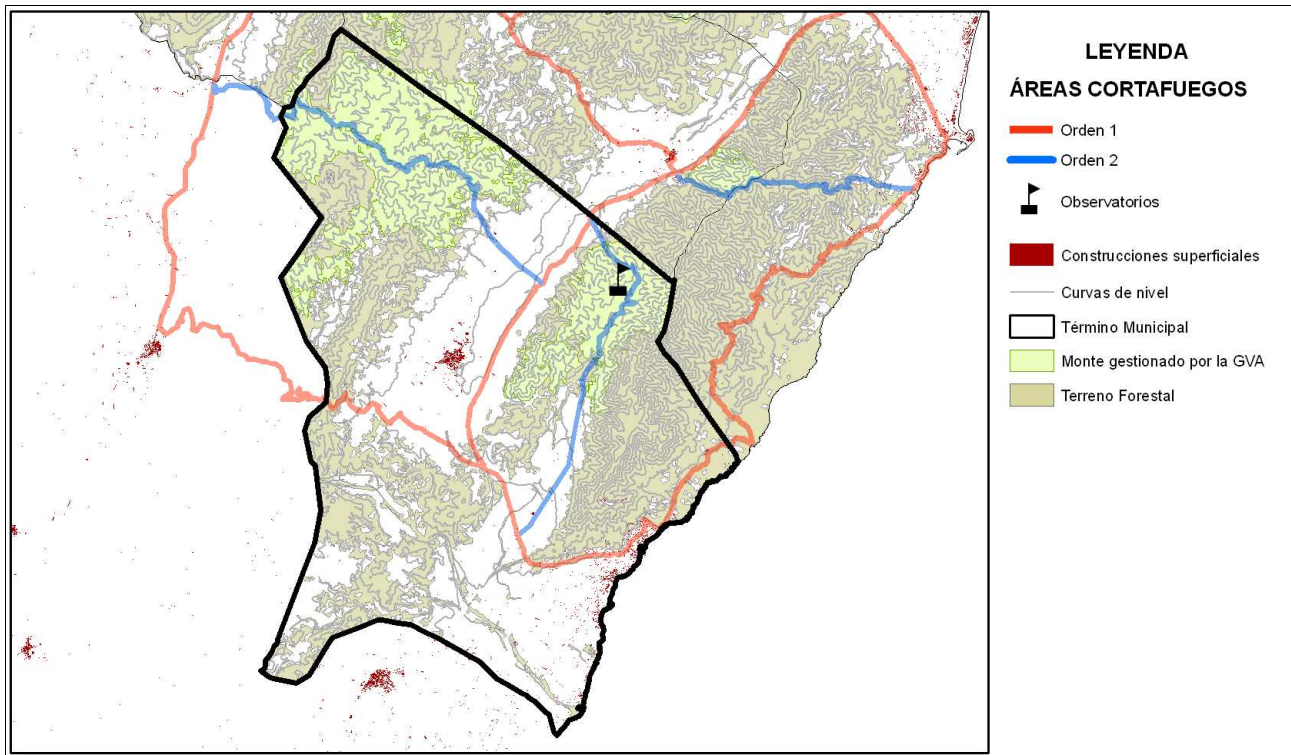 LEYENDA
ÁREAS CORTAFUEGOS
Orden 1
Orden 2
Observatorios
Construcciones superficiales
Curvas de nivel
Término Municipal
Monte gestionado por la GVA
Terreno Forestal